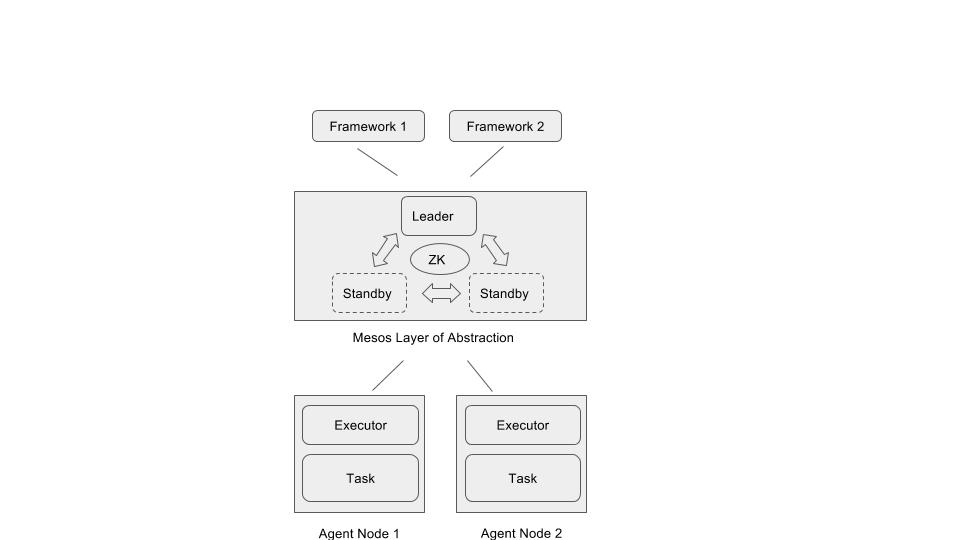 Framework 1
Framework 2
Leader
ZK
Standby
Standby
Mesos Layer of Abstraction
Executor
Executor
Task
Task
Agent Node 1
Agent Node 2